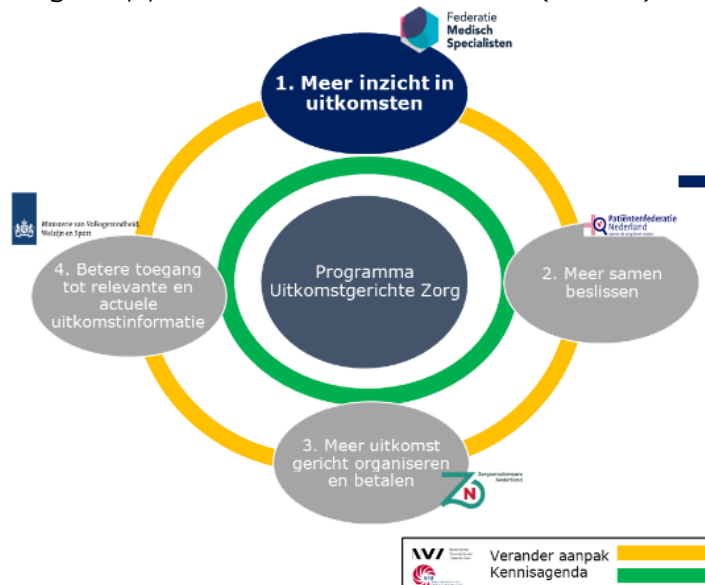 Federatie
Medisch
Specialisten
1. Meer inzicht in
uitkomsten
Ministerie van Volksgezondheid,
Welzijn en Sport
Patiëntenfederatie
Nederland
4. Betere toegang
tot relevante en
actuele
uitkomstinformatie
Programma
Uitkomstgerichte Zorg
2. Meer samen
beslissen
3. Meer uitkomst
gericht organiseren
en betalen
Zorgverzekeraars
Nederland
ZN
Verander aanpak
Kennisagenda